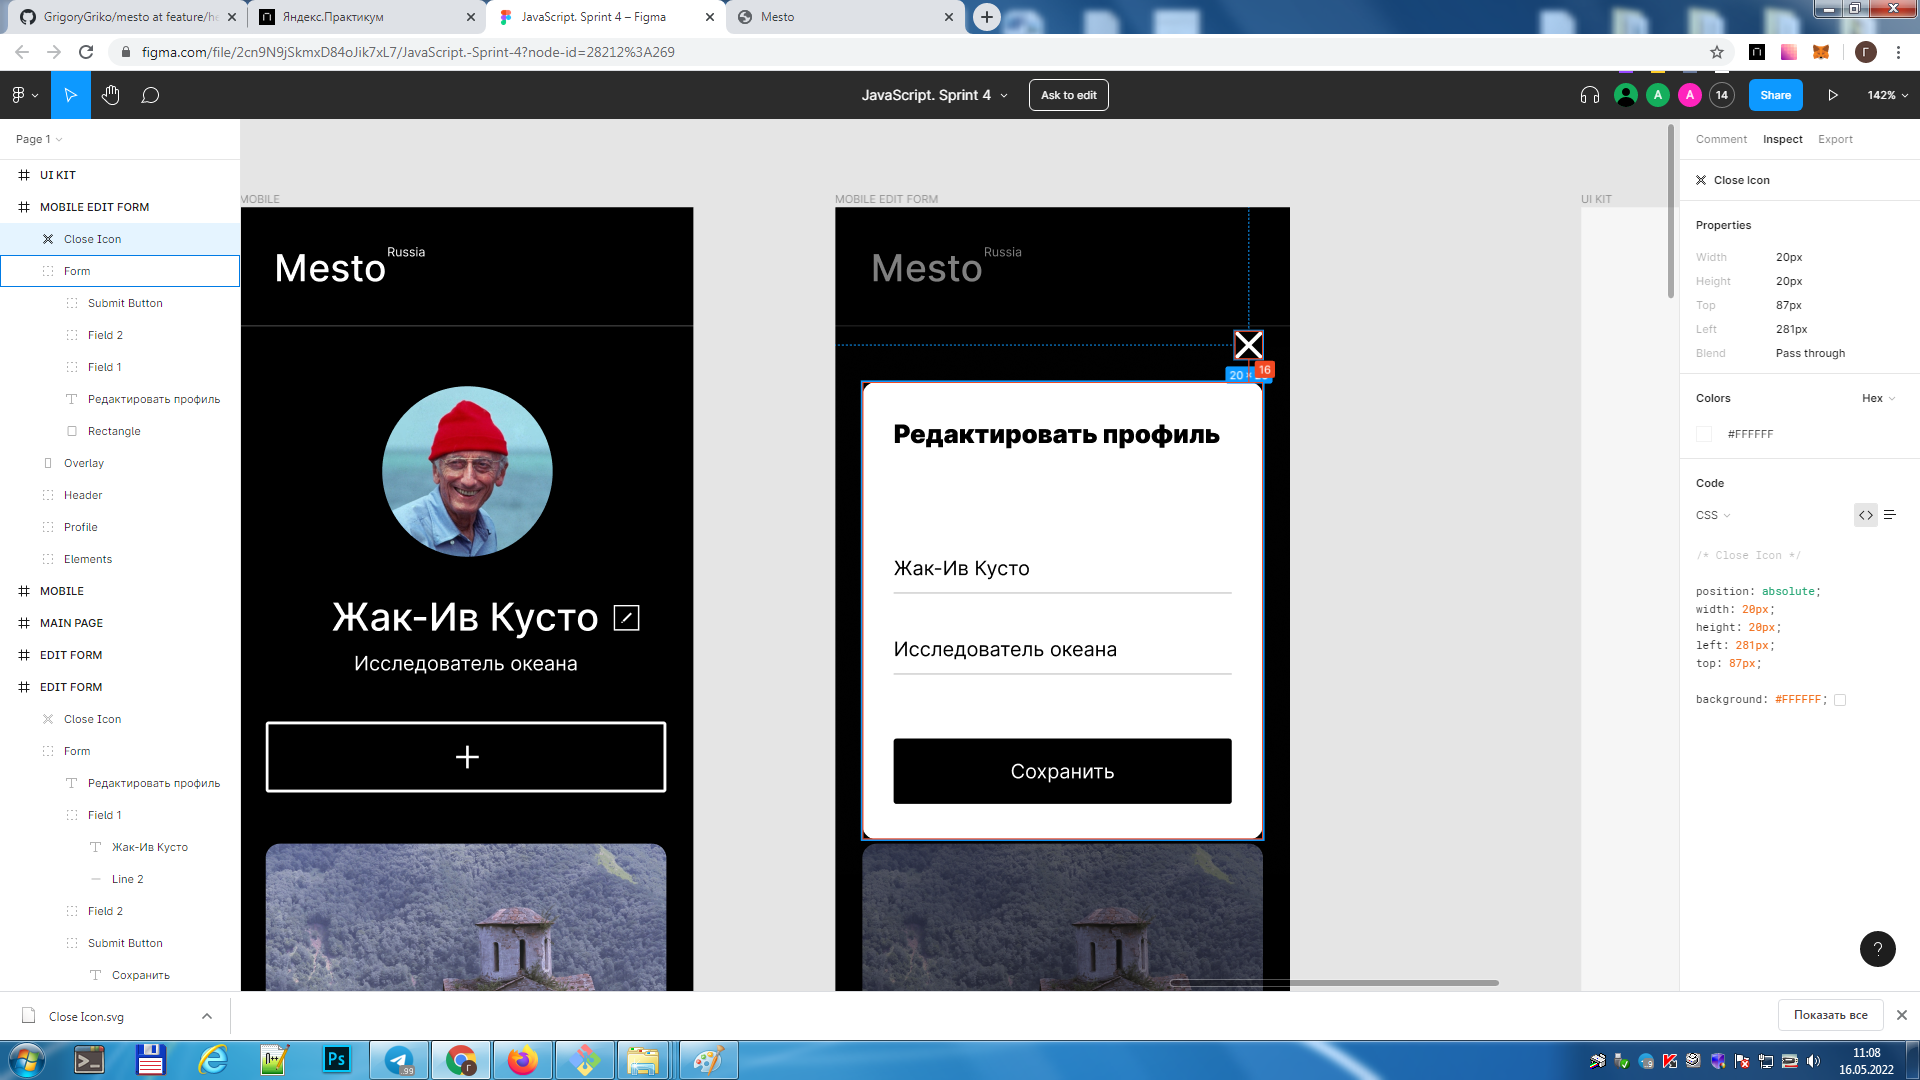 GrigoryGriko/mesto at feature/he
Яндекс.Практикум
JavaScript. Sprint 4 – Figma
Mesto
figma.com/file/2cn9N9jSkmxD84oJik7xL7/JavaScript.-Sprint-4?node-id=28212%3A269
Г
JavaScript. Sprint 4
Ask to edit
A
A
14
Share
142%
Page 1
UI KIT
MOBILE EDIT FORM
Close Icon
Form
Submit Button
Field 2
Field 1
Редактировать профиль
Rectangle
Overlay
Header
Profile
Elements
MOBILE
MAIN PAGE
EDIT FORM
EDIT FORM
Close Icon
Form
Редактировать профиль
Field 1
Жак-Ив Кусто
Line 2
Field 2
Submit Button
Сохранить
MOBILE
Mesto
Russia
Жак-Ив Кусто
Исследователь океана
MOBILE EDIT FORM
Mesto
Russia
16
Редактировать профиль
Жак-Ив Кусто
Исследователь океана
Сохранить
UI KIT
Comment
Inspect
Export
Close Icon
Properties
Width 20px
Height 20px
Top 87px
Left 281px
Blend Pass through
Colors
Hex
#FFFFFF
Code
CSS
/* Close Icon */
position: absolute;
width: 20px;
height: 20px;
left: 281px;
top: 87px;
background: #FFFFFF;
?
Close Icon.svg
Показать все
Ps
99
11:08
16.05.2022